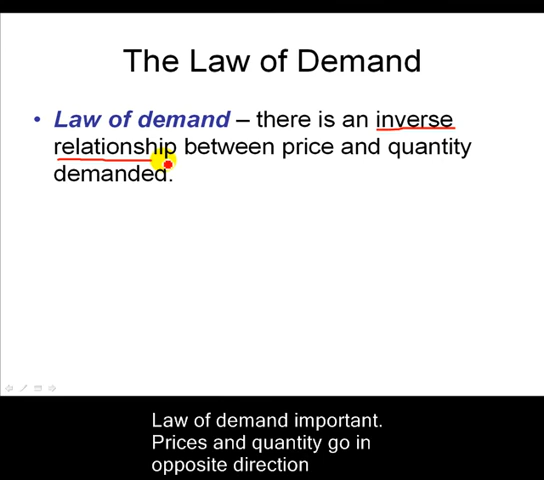 The Law of Demand
• Law of demand – there is an inverse
relationship between price and quantity
demanded.
Law of demand important.
Prices and quantity go in
opposite direction